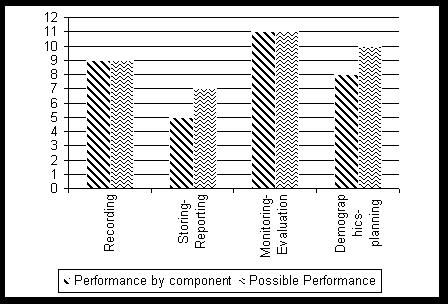 12
11
10
9
8
7
6
5
4
3
2
1
0
Recording
Storing-
Reporting
Monitoring-
Evaluation
Demograp
hics-
planning
Performance by component
Possible Performance